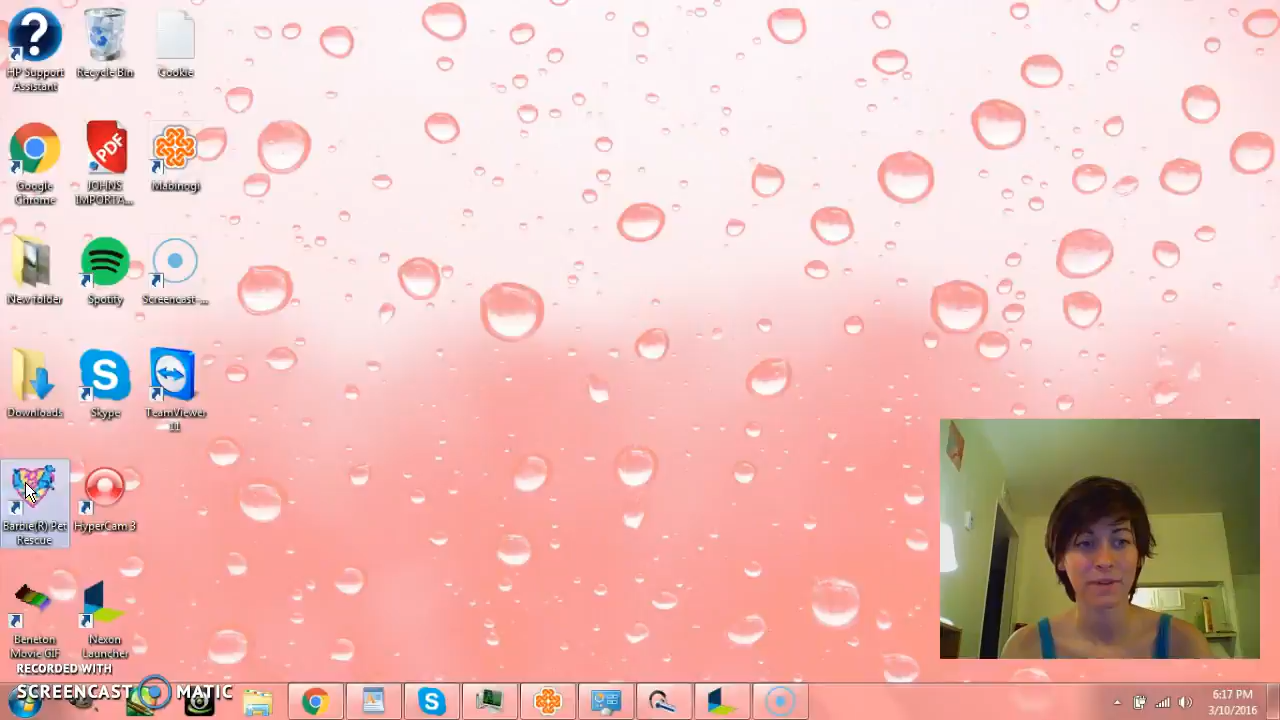 HP Support
Assistant
Recycle Bin
Cookie
Google
Chrome
PDF
JOHNS
IMPORTA...
Mabinogi
New folder
Spotify
Screencast-...
Downloads
Skype
TeamViewer
11
Barbie(R) Pet
Rescue
HyperCam 3
Beneton
Movie GIF
Nexon
Launcher
RECORDED WITH
SCREENCAST MATIC
6:17 PM
3/10/2016